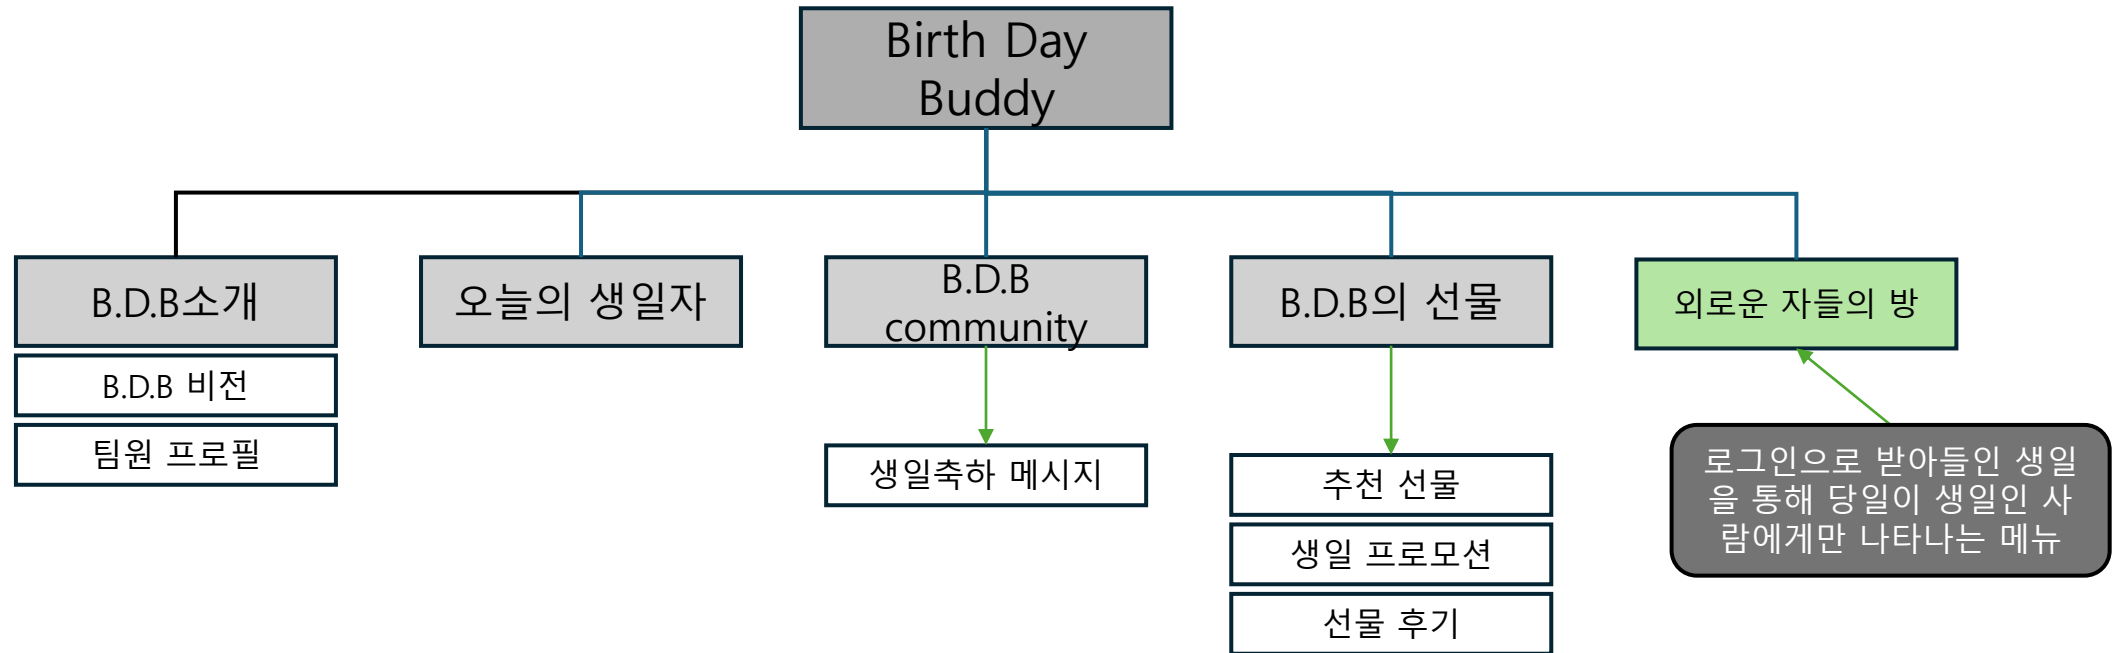 Birth Day
Buddy
B.D.B소개
오늘의 생일자
B.D.B
community
B.D.B의 선물
외로운 자들의 방
B.D.B 비전
팀원 프로필
생일축하 메시지
추천 선물
생일 프로모션
선물 후기
로그인으로 받아들인 생일
을 통해 당일이 생일인 사
람에게만 나타나는 메뉴